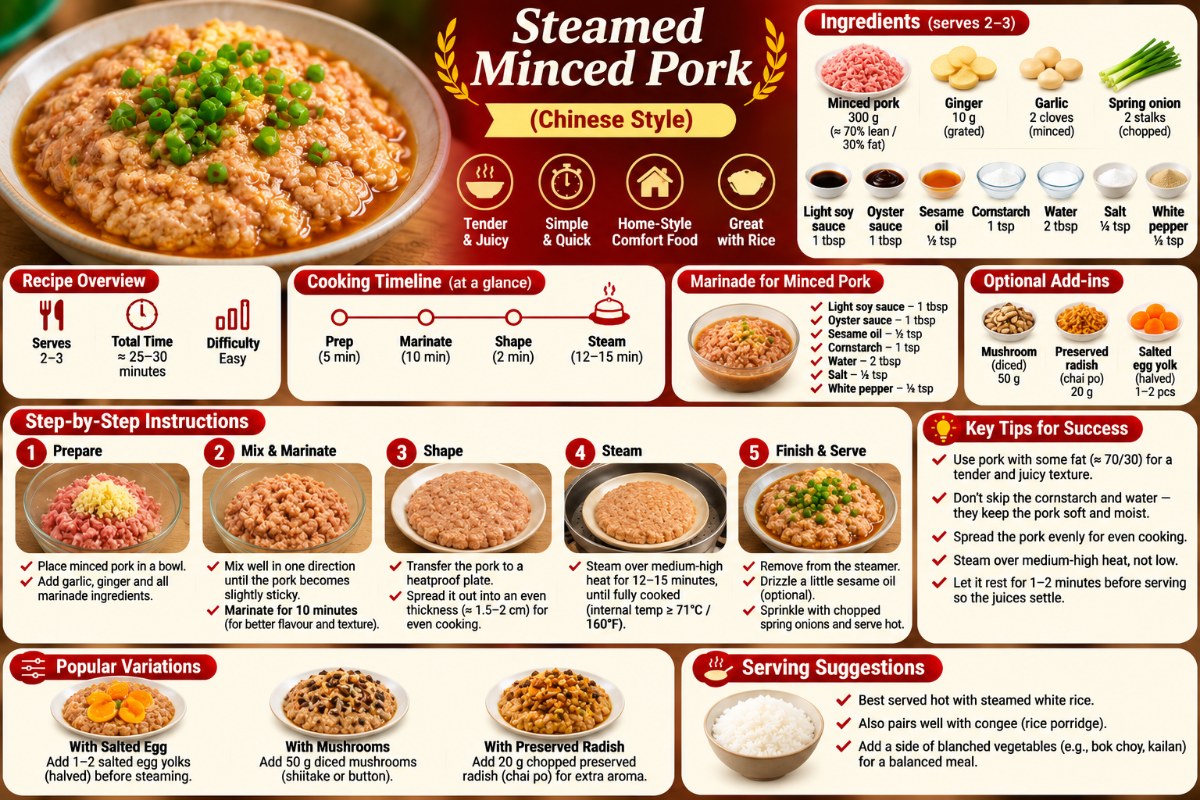 Steamed
Minced Pork
(Chinese Style)
Tender
& Juicy
Simple
& Quick
Home-Style
Comfort Food
Great
with Rice
Ingredients (serves 2–3)
Minced pork
300 g
(≈ 70% lean /
30% fat)
Ginger
10 g
(grated)
Garlic
2 cloves
(minced)
Spring onion
2 stalks
(chopped)
Light soy
sauce
1 tbsp
Oyster
sauce
1 tbsp
Sesame
oil
½ tsp
Cornstarch
1 tsp
Water
2 tbsp
Salt
½ tsp
White
pepper
½ tsp
Recipe Overview
Serves
2–3
Total Time
≈ 25–30
minutes
Difficulty
Easy
Cooking Timeline (at a glance)
Prep
(5 min)
Marinate
(10 min)
Shape
(2 min)
Steam
(12–15 min)
Marinade for Minced Pork
Light soy sauce – 1 tbsp
Oyster sauce – 1 tbsp
Sesame oil – ½ tsp
Cornstarch – 1 tsp
Water – 2 tbsp
Salt – ½ tsp
White pepper – ½ tsp
Optional Add-ins
Mushroom
(diced)
50 g
Preserved
radish
(chai po)
20 g
Salted
egg yolk
(halved)
1–2 pcs
Step-by-Step Instructions
1 Prepare
Place minced pork in a bowl.
Add garlic, ginger and all
marinade ingredients.
2 Mix & Marinate
Mix well in one direction
until the pork becomes
slightly sticky.
Marinate for 10 minutes
(for better flavour and texture).
3 Shape
Transfer the pork to a
heatproof plate.
Spread it out into an even
thickness (≈ 1.5–2 cm) for
even cooking.
4 Steam
Steam over medium-high
heat for 12–15 minutes,
until fully cooked
(internal temp ≥ 71°C /
160°F).
5 Finish & Serve
Remove from the steamer.
Drizzle a little sesame oil
(optional).
Sprinkle with chopped
spring onions and serve hot.
Key Tips for Success
Use pork with some fat (≈ 70/30) for a
tender and juicy texture.
Don't skip the cornstarch and water —
they keep the pork soft and moist.
Spread the pork evenly for even cooking.
Steam over medium-high heat, not low.
Let it rest for 1–2 minutes before serving
so the juices settle.
Popular Variations
With Salted Egg
Add 1–2 salted egg yolks
(halved) before steaming.
With Mushrooms
Add 50 g diced mushrooms
(shiitake or button).
With Preserved Radish
Add 20 g chopped preserved
radish (chai po) for extra aroma.
Serving Suggestions
Best served hot with steamed white rice.
Also pairs well with congee (rice porridge).
Add a side of blanched vegetables (e.g., bok choy, kailan)
for a balanced meal.